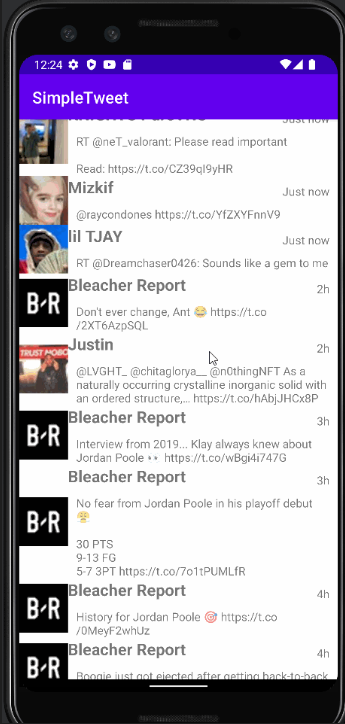 12:24
SimpleTweet
Just now
RT @neT_valorant: Please read important
Read: https://t.co/CZ39qI9yHR
Mizkif
Just now
@raycondones https://t.co/YfZXYFnnV9
lil TJAY
Just now
RT @Dreamchaser0426: Sounds like a gem to me
B/R
Bleacher Report
2h
Don't ever change, Ant 😂 https://t.co
/2XT6AzpSQL
TRUST MOBO
Justin
2h
@LVGHT_ @chitaglorya__ @n0thingNFT As a
naturally occurring crystalline inorganic solid with
an ordered structure,… https://t.co/hAbjJHCx8P
B/R
Bleacher Report
3h
Interview from 2019... Klay always knew about
Jordan Poole 👀 https://t.co/wBgi4i747G
B/R
Bleacher Report
3h
No fear from Jordan Poole in his playoff debut
😤
30 PTS
9-13 FG
5-7 3PT https://t.co/7o1tPUMLfR
B/R
Bleacher Report
4h
History for Jordan Poole 🎯 https://t.co
/0MeyF2whUz
B/R
Bleacher Report
4h
Boogie just got ejected after getting back-to-back